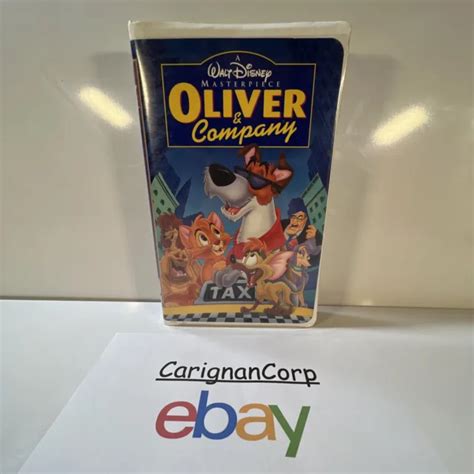 A
WALT DISNEY
MASTERPIECE
OLIVER
&
Company
TAX
CarignanCorp
ebay